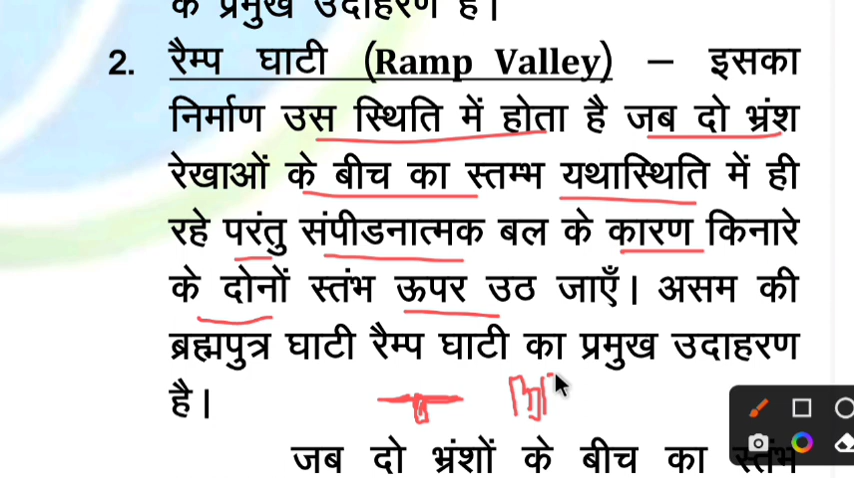 के प्रमुख उदाहरण हैं।
2. रैम्प घाटी (Ramp Valley) – इसका
निर्माण उस स्थिति में होता है जब दो भ्रंश
रेखाओं के बीच का स्तम्भ यथास्थिति में ही
रहे परंतु संपीडनात्मक बल के कारण किनारे
के दोनों स्तंभ ऊपर उठ जाएँ। असम की
ब्रह्मपुत्र घाटी रैम्प घाटी का प्रमुख उदाहरण
है।
जब दो भ्रंशों के बीच का स्तंभ